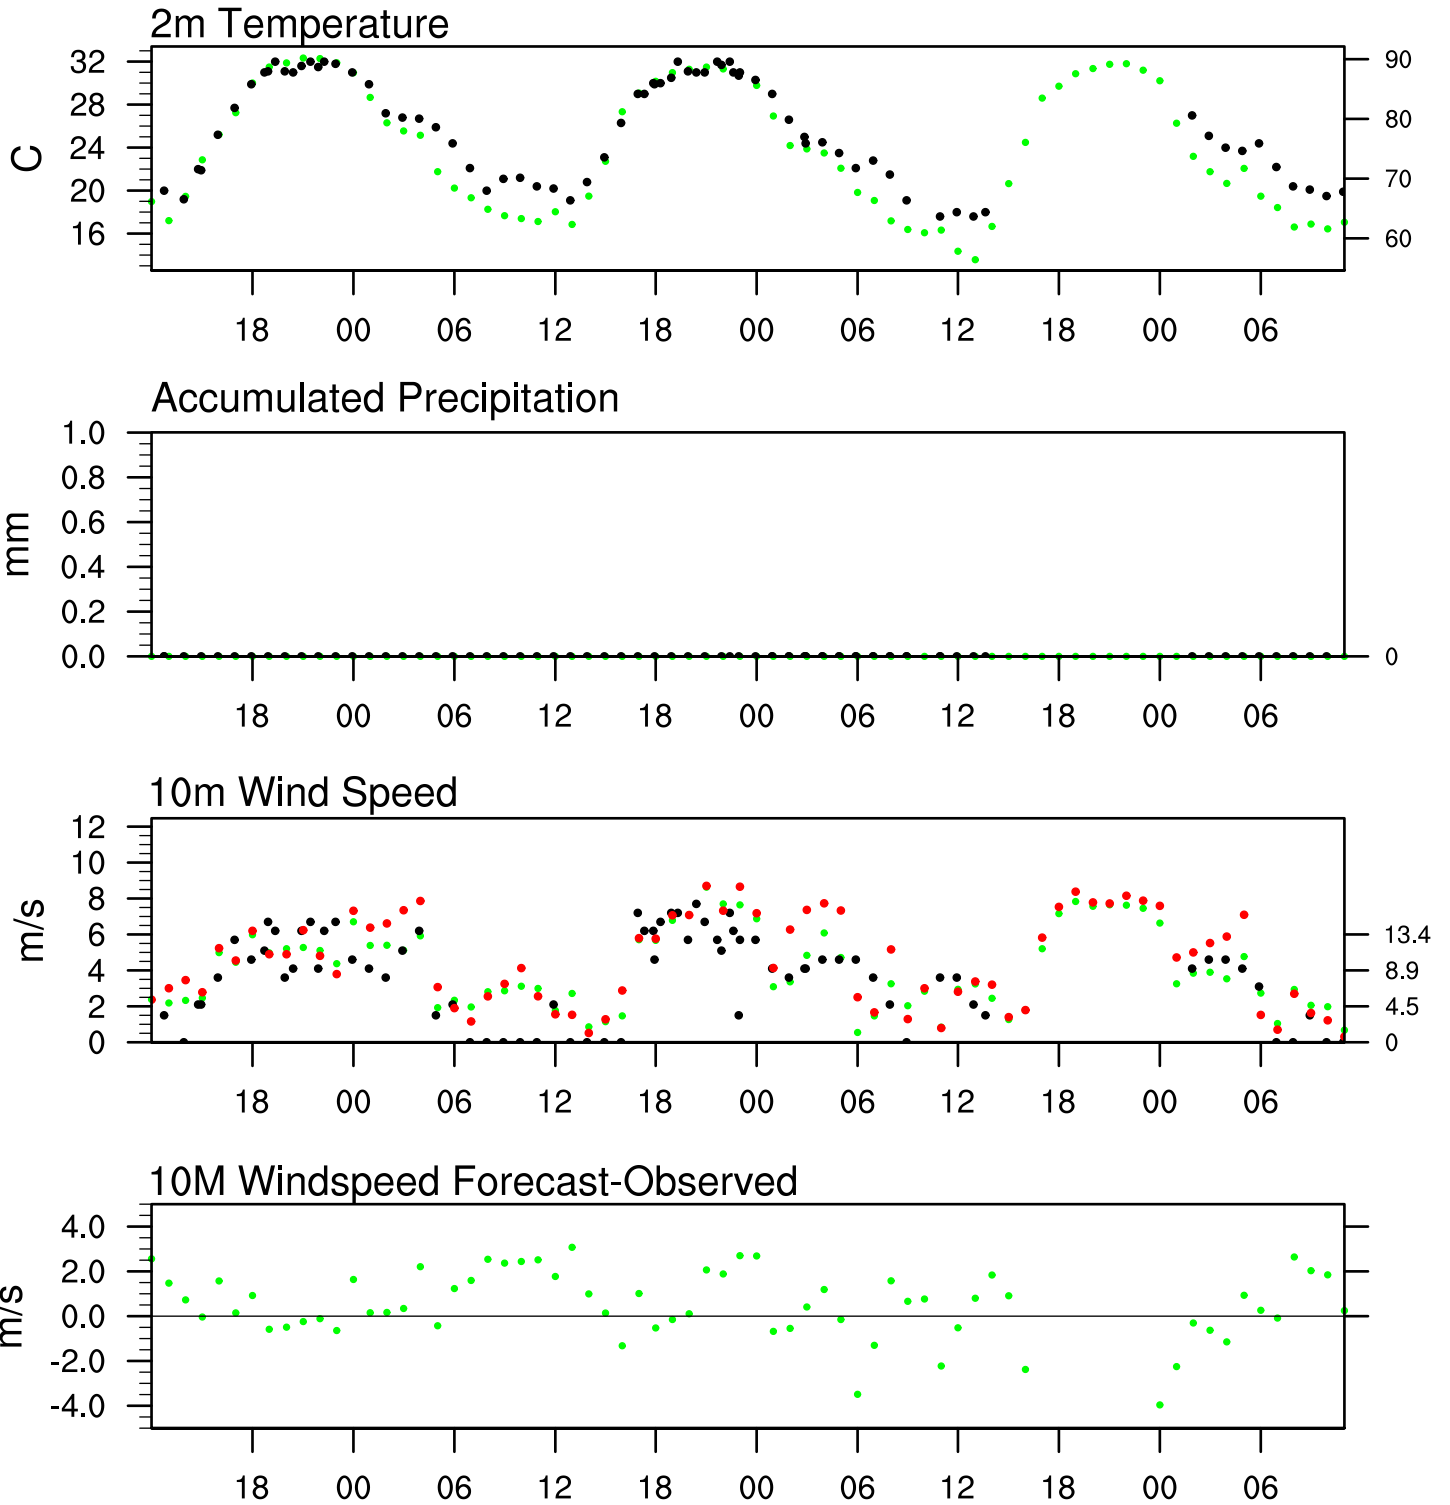 2m Temperature
32
28
24
20
16
C
90
80
70
60
18 00 06 12 18 00 06 12 18 00 06
Accumulated Precipitation
1.0
0.8
0.6
0.4
0.2
0.0
mm
0
18 00 06 12 18 00 06 12 18 00 06
10m Wind Speed
12
10
8
6
4
2
0
m/s
13.4
8.9
4.5
0
18 00 06 12 18 00 06 12 18 00 06
10M Windspeed Forecast-Observed
4.0
2.0
0.0
-2.0
-4.0
m/s
18 00 06 12 18 00 06 12 18 00 06